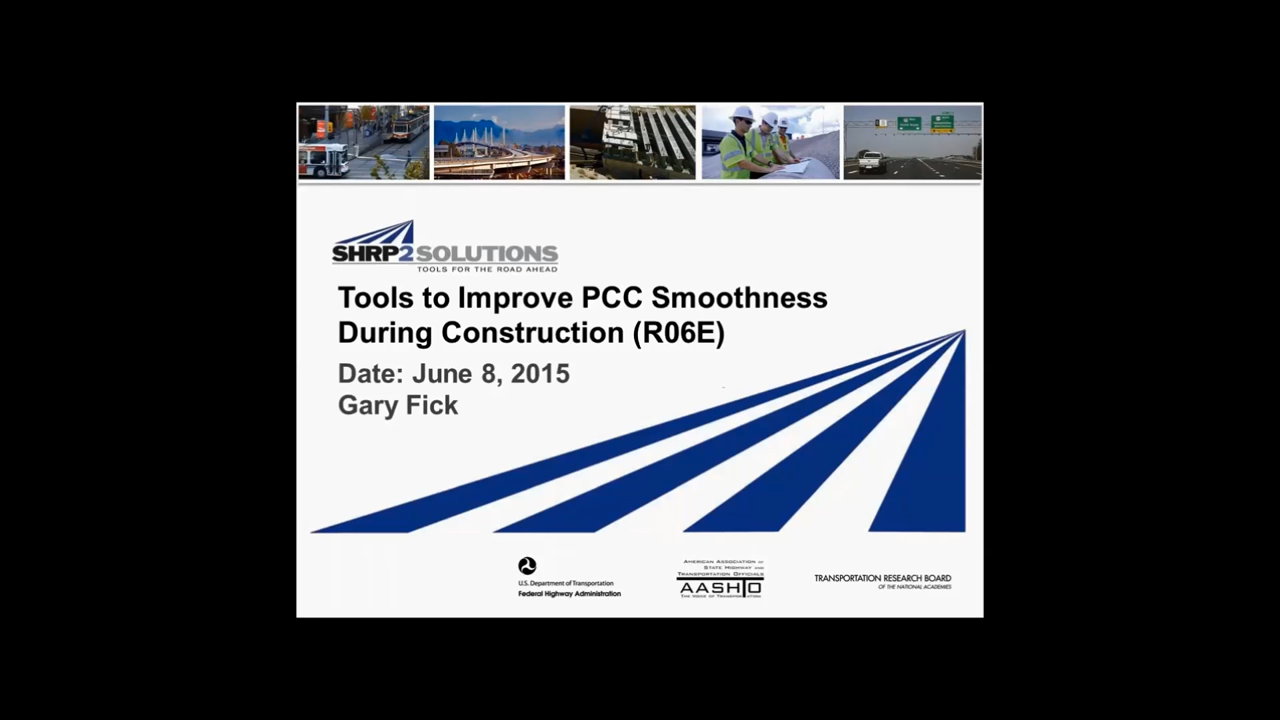 SHRP2 SOLUTIONS
TOOLS FOR THE ROAD AHEAD
Tools to Improve PCC Smoothness
During Construction (R06E)
Date: June 8, 2015
Gary Fick
U.S. Department of Transportation
Federal Highway Administration
AMERICAN ASSOCIATION OF
STATE HIGHWAY AND
TRANSPORTATION OFFICIALS
AASHTO
THE VOICE OF TRANSPORTATION
TRANSPORTATION RESEARCH BOARD
OF THE NATIONAL ACADEMIES